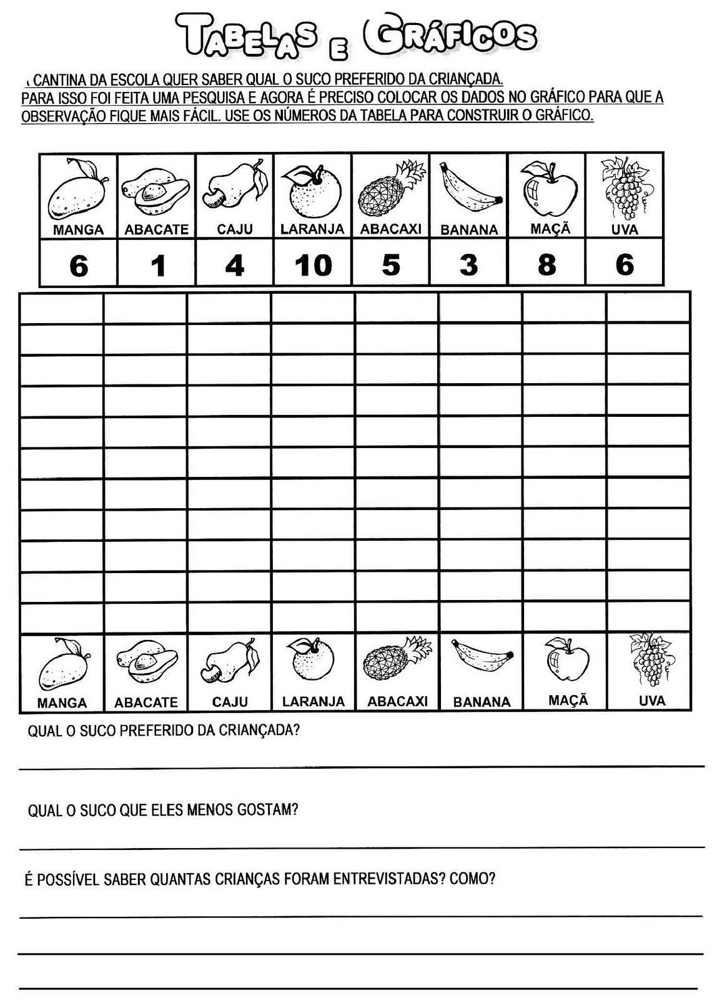 TABELAS E GRÁFICOS
CANTINA DA ESCOLA QUER SABER QUAL O SUCO PREFERIDO DA CRIANÇADA.
PARA ISSO FOI FEITA UMA PESQUISA E AGORA É PRECISO COLOCAR OS DADOS NO GRÁFICO PARA QUE A
OBSERVAÇÃO FIQUE MAIS FÁCIL. USE OS NÚMEROS DA TABELA PARA CONSTRUIR O GRÁFICO.
MANGA ABACATE CAJU LARANJA ABACAXI BANANA MAÇÃ UVA
6 1 4 10 5 3 8 6
MANGA ABACATE CAJU LARANJA ABACAXI BANANA MAÇÃ UVA
QUAL O SUCO PREFERIDO DA CRIANÇADA?
QUAL O SUCO QUE ELES MENOS GOSTAM?
É POSSÍVEL SABER QUANTAS CRIANÇAS FORAM ENTREVISTADAS? COMO?